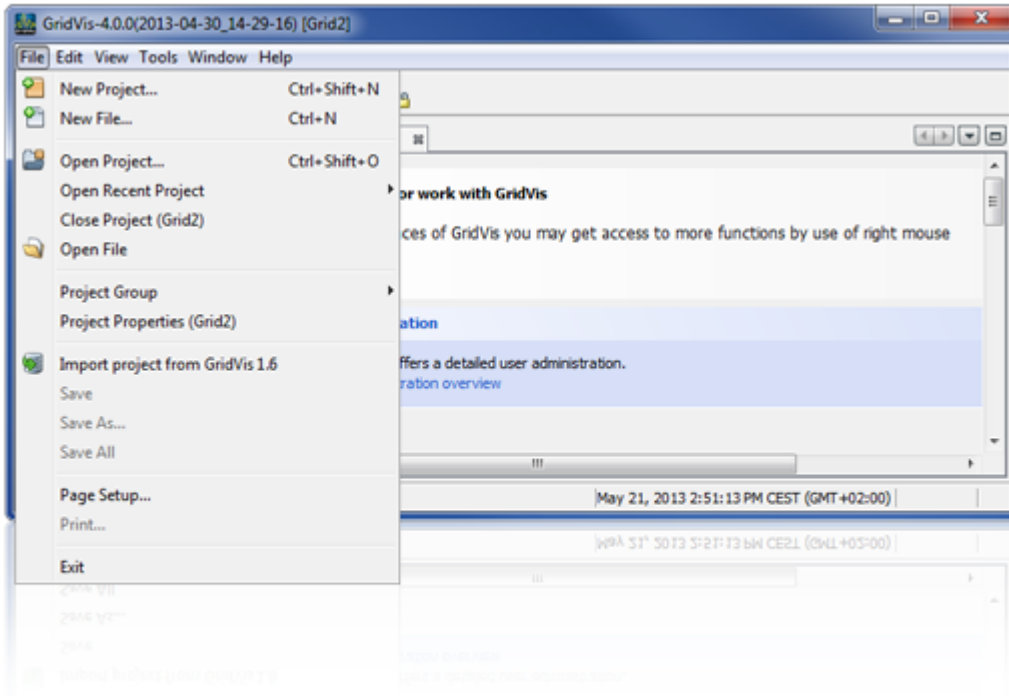 GridVis-4.0.0(2013-04-30_14-29-16) [Grid2]
File Edit View Tools Window Help
New Project... Ctrl+Shift+N
New File... Ctrl+N
Open Project... Ctrl+Shift+O
Open Recent Project
Close Project (Grid2)
Open File
Project Group
Project Properties (Grid2)
Import project from GridVis 1.6
Save
Save As...
Save All
Page Setup...
Print...
Exit
or work with GridVis
ces of GridVis you may get access to more functions by use of right mouse
ation
ffers a detailed user administration.
ration overview
May 21, 2013 2:51:13 PM CEST (GMT+02:00)